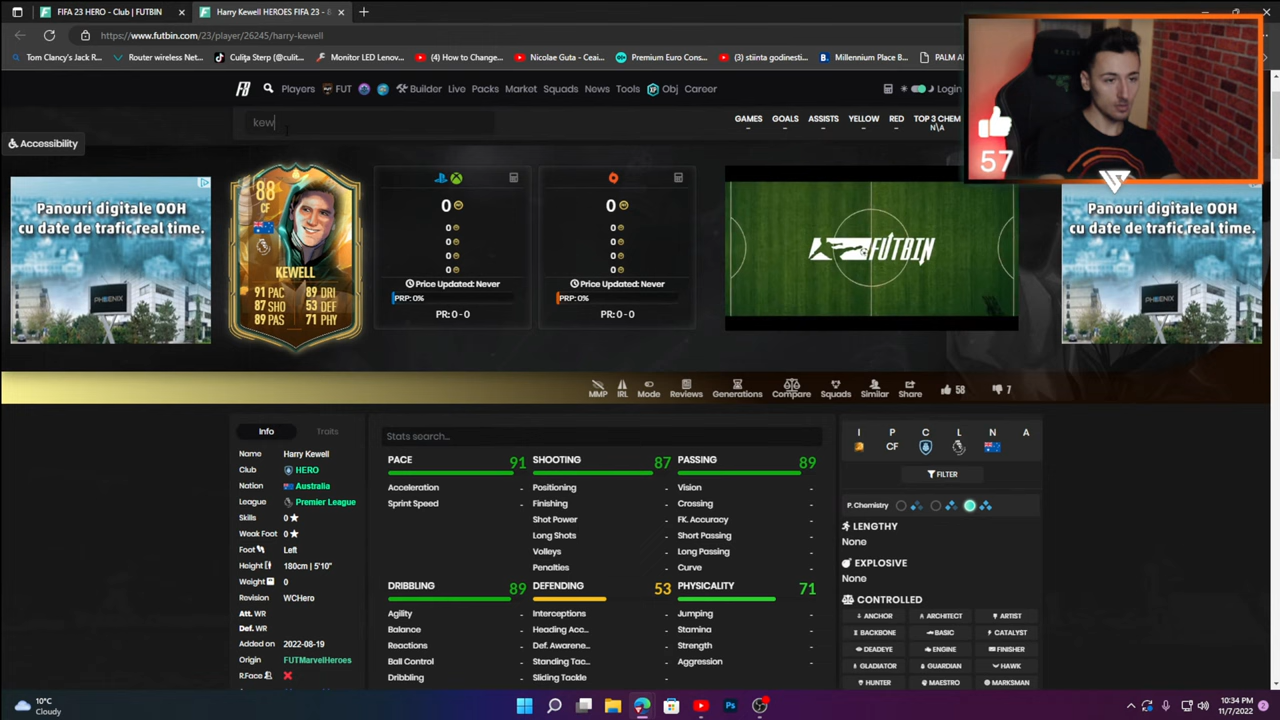 FIFA 23 HERO - Club | FUTBIN
Harry Kewell HEROES FIFA 23 - 8
https://www.futbin.com/23/player/26245/harry-kewell
Tom Clancy's Jack R...
Router wireless Net...
Culița Șterp (@culit...
Monitor LED Lenov...
(4) How to Change...
Nicolae Guta - Ceai...
Premium Euro Cons...
(3) stiinta godinesti...
Millennium Place B...
PALM A
Players
FUT
Builder
Live
Packs
Market
Squads
News
Tools
Obj
Career
Login
kew
GAMES
GOALS
ASSISTS
YELLOW
RED
TOP 3 CHEM
-
-
-
-
-
N\A
57
Accessibility
Panouri digitale OOH
cu date de trafic real time.
PHOENIX
88
CF
KEWELL
91 PAC 89 DRI
87 SHO 53 DEF
89 PAS 71 PHY
0
0
0
0
0
Price Updated: Never
PRP: 0%
PR: 0 - 0
0
0
0
0
0
Price Updated: Never
PRP: 0%
PR: 0 - 0
FUTBIN
Panouri digitale OOH
cu date de trafic real time.
PHOENIX
MMP
IRL
Mode
Reviews
Generations
Compare
Squads
Similar
Share
58
7
Info
Traits
Name Harry Kewell
Club HERO
Nation Australia
League Premier League
Skills 0
Weak Foot 0
Foot Left
Height 180cm | 5'10"
Weight 0
Revision WCHero
Att. WR
Def. WR
Added on 2022-08-19
Origin FUTMarvelHeroes
R.Face
Stats search...
PACE 91
Acceleration -
Sprint Speed -
SHOOTING 87
Positioning -
Finishing -
Shot Power -
Long Shots -
Volleys -
Penalties -
PASSING 89
Vision -
Crossing -
FK. Accuracy -
Short Passing -
Long Passing -
Curve -
DRIBBLING 89
Agility -
Balance -
Reactions -
Ball Control -
Dribbling -
DEFENDING 53
Interceptions -
Heading Acc... -
Def. Awarene... -
Standing Tac... -
Sliding Tackle -
PHYSICALITY 71
Jumping -
Stamina -
Strength -
Aggression -
I P C L N A
CF
FILTER
P. Chemistry
LENGTHY
None
EXPLOSIVE
None
CONTROLLED
ANCHOR ARCHITECT ARTIST
BACKBONE BASIC CATALYST
DEADEYE ENGINE FINISHER
GLADIATOR GUARDIAN HAWK
HUNTER MAESTRO MARKSMAN
10°C
Cloudy
10:34 PM
11/7/2022
2